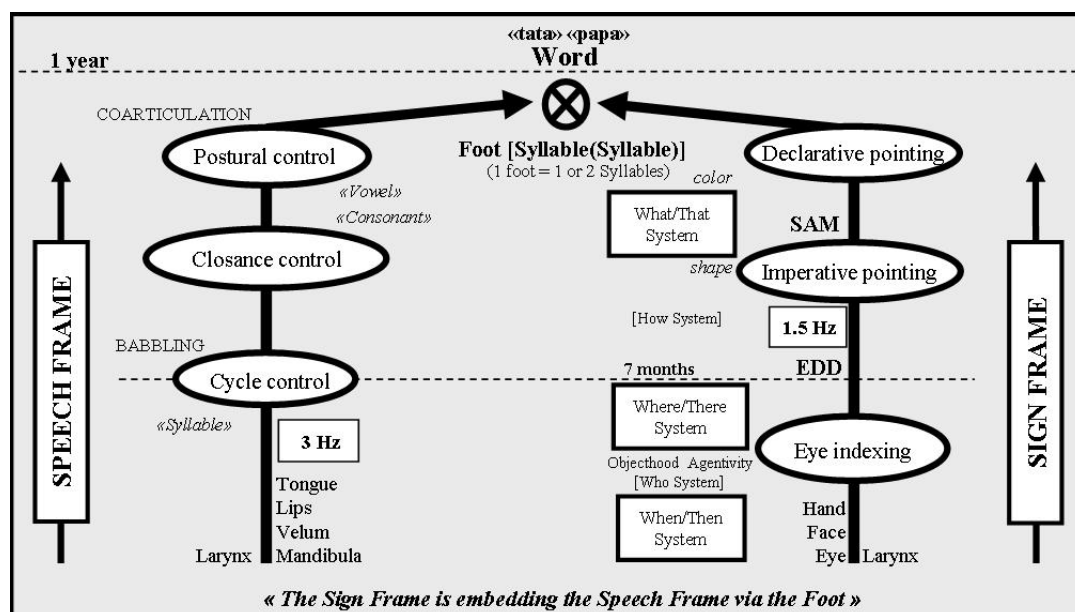 «tata» «papa»
Word
1 year
COARTICULATION
Postural control
Foot [Syllable(Syllable)]
(1 foot = 1 or 2 Syllables)
Declarative pointing
«Vowel»
«Consonant»
color
What/That
System
SAM
Closance control
shape
Imperative pointing
[How System]
1.5 Hz
BABBLING
Cycle control
7 months
EDD
«Syllable»
3 Hz
Where/There
System
Eye indexing
Objecthood Agentivity
[Who System]
When/Then
System
Tongue
Lips
Velum
Larynx Mandibula
Hand
Face
Eye Larynx
SPEECH FRAME
SIGN FRAME
« The Sign Frame is embedding the Speech Frame via the Foot »